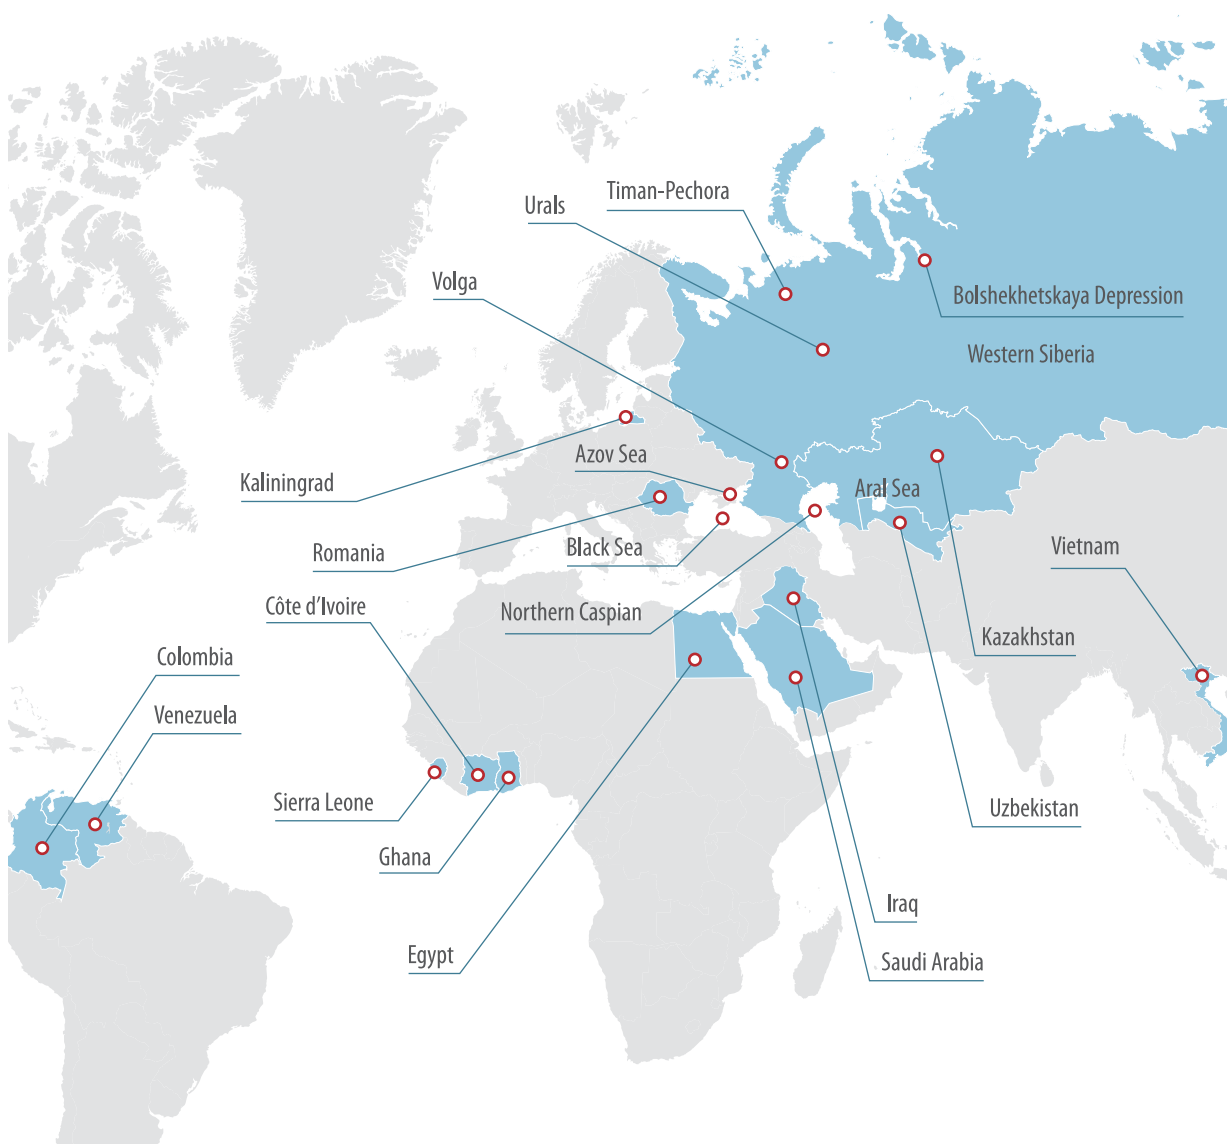 Timan-Pechora
Urals
Volga
Bolshekhetskaya Depression
Western Siberia
Azov Sea
Kaliningrad
Aral Sea
Romania
Black Sea
Vietnam
Côte d’Ivoire
Northern Caspian
Kazakhstan
Colombia
Venezuela
Sierra Leone
Uzbekistan
Ghana
Iraq
Egypt
Saudi Arabia